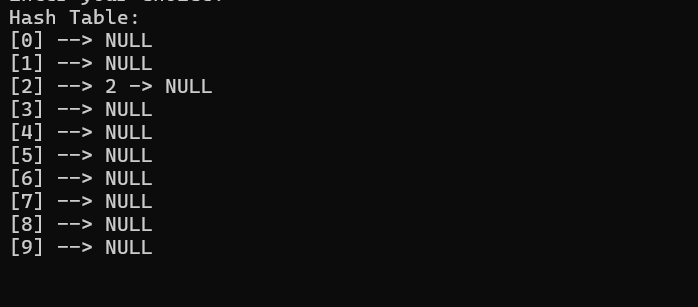 Hash Table:
[0] --> NULL
[1] --> NULL
[2] --> 2 -> NULL
[3] --> NULL
[4] --> NULL
[5] --> NULL
[6] --> NULL
[7] --> NULL
[8] --> NULL
[9] --> NULL